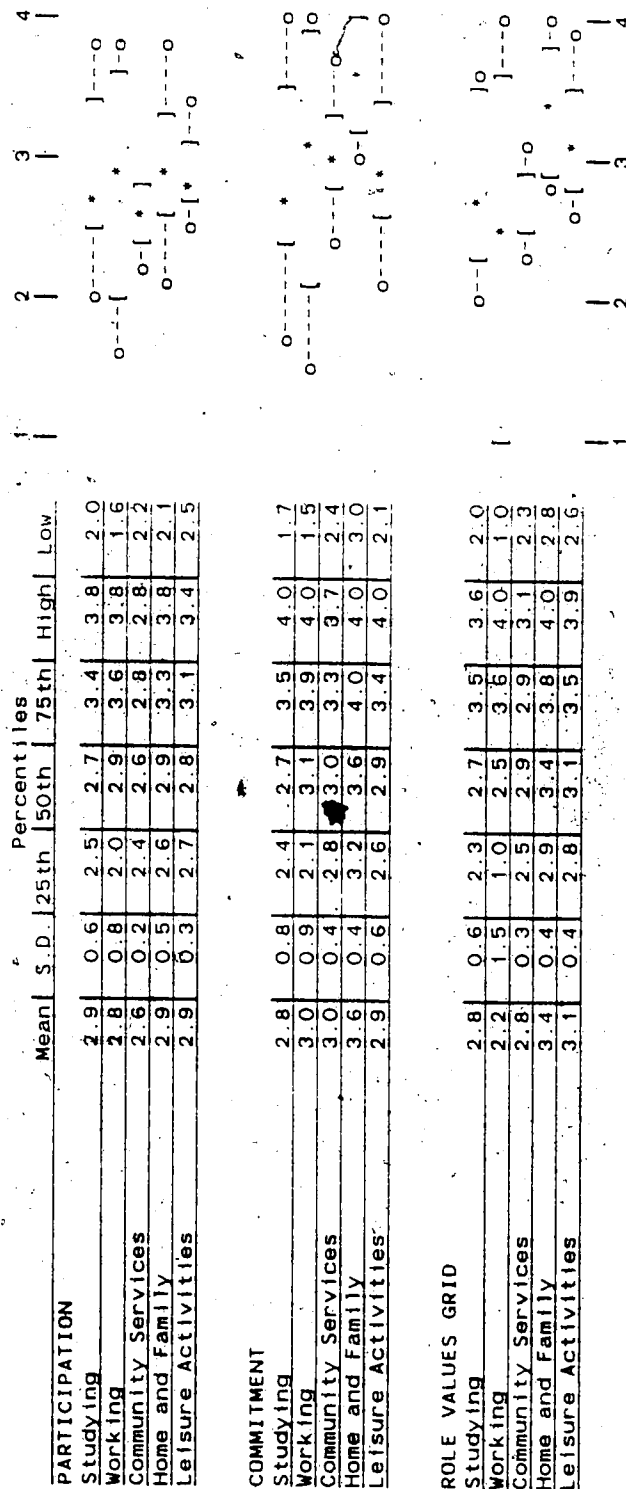 Percentiles
Mean| S.D. |25th |50th | 75th | High| Low 1 2 3 4
PARTICIPATION
Studying 2.9 0.6 2.5 2.7 3.4 3.8 2.0 o-----[ * ]----o
Working 2.8 0.8 2.0 2.9 3.6 3.8 1.6 o---[ * ]-o
Community Services 2.6 0.2 2.4 2.6 2.8 2.8 2.2 o-[ * ]
Home and Family 2.9 0.5 2.6 2.9 3.3 3.8 2.1 o-----[ * ]----o
Leisure Activities 2.9 0.3 2.7 2.8 3.1 3.4 2.5 o-[* ]--o
COMMITMENT
Studying 2.8 0.8 2.4 2.7 3.5 4.0 1.7 o------[ * ]----o
Working 3.0 0.9 2.1 3.1 3.9 4.0 1.5 o-----[ * ]o
Community Services 3.0 0.4 2.8 3.0 3.3 3.7 2.4 o---[ * ]---o
Home and Family 3.6 0.4 3.2 3.6 4.0 4.0 3.0 o-[ * ]
Leisure Activities 2.9 0.6 2.6 2.9 3.4 4.0 2.1 o----[ * ]-----o
ROLE VALUES GRID
Studying 2.8 0.6 2.3 2.7 3.5 3.6 2.0 o--[ * ]o
Working 2.2 1.5 1.0 2.5 3.6 4.0 1.0 [ * ]---o
Community Services 2.8 0.3 2.5 2.9 2.9 3.1 2.3 o-[ ]-o
Home and Family 3.4 0.4 2.9 3.4 3.8 4.0 2.8 o[ * ]-o
Leisure Activities 3.1 0.4 2.8 3.1 3.5 3.9 2.6 o-[ * ]---o
1 2 3 4